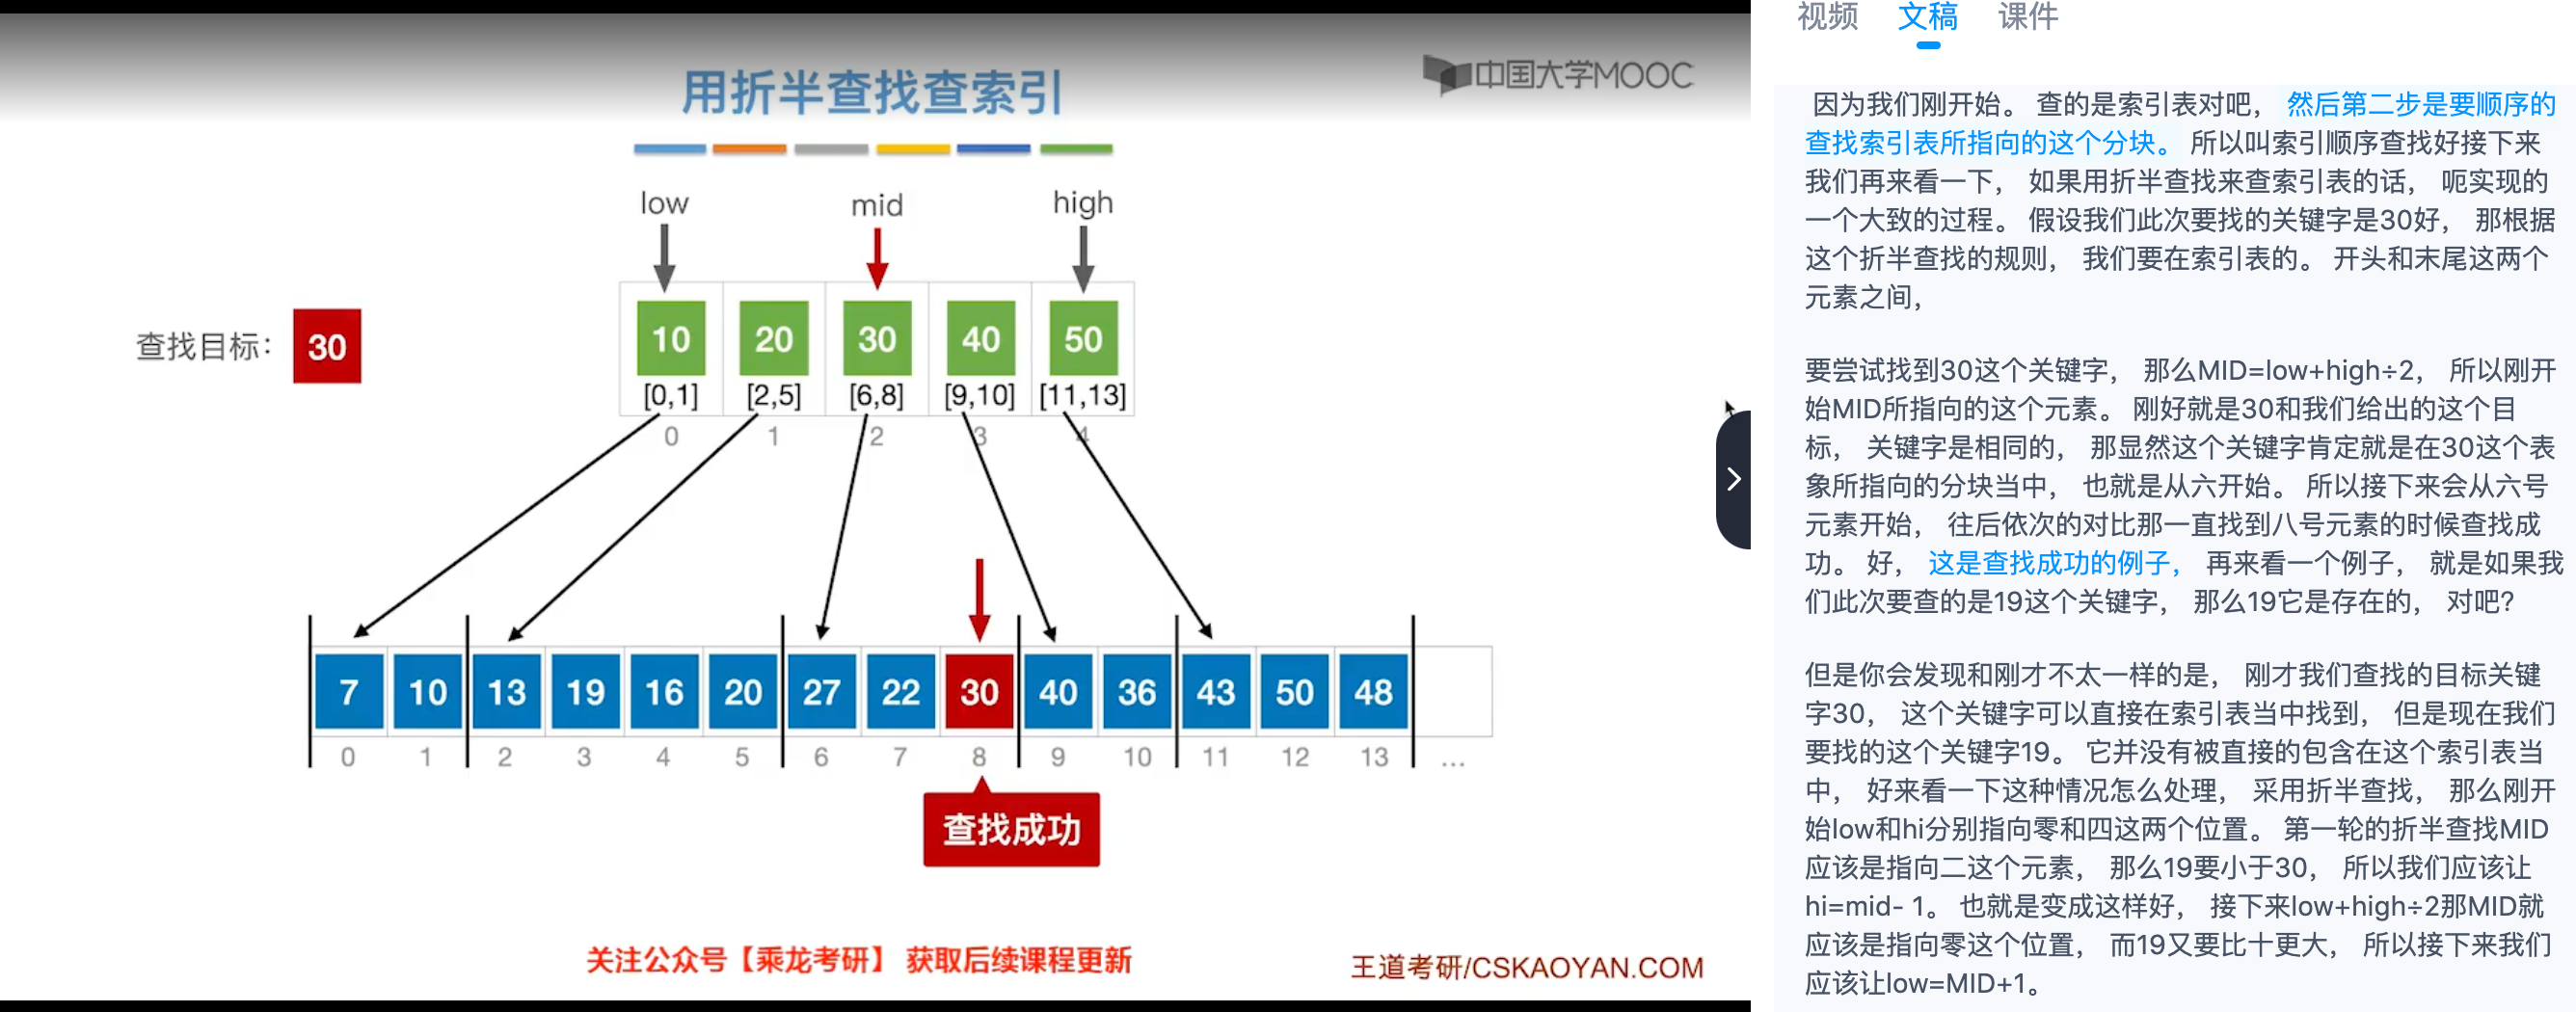 用折半查找查索引
中国大学MOOC
low mid high
查找目标： 30
10 20 30 40 50
[0,1] [2,5] [6,8] [9,10] [11,13]
0 1 2 3 4
7 10 13 19 16 20 27 22 30 40 36 43 50 48
0 1 2 3 4 5 6 7 8 9 10 11 12 13 ...
查找成功
关注公众号【乘龙考研】 获取后续课程更新
王道考研/CSKAOYAN.COM
视频 文稿 课件
因为我们刚开始。 查的是索引表对吧， 然后第二步是要顺序的
查找索引表所指向的这个分块。 所以叫索引顺序查找好接下来
我们再来看一下， 如果用折半查找来查索引表的话， 呃实现的
一个大致的过程。 假设我们此次要找的关键字是30好， 那根据
这个折半查找的规则， 我们要在索引表的。 开头和末尾这两个
元素之间，
要尝试找到30这个关键字， 那么MID=low+high÷2， 所以刚开
始MID所指向的这个元素。 刚好就是30和我们给出的这个目
标， 关键字是相同的， 那显然这个关键字肯定就是在30这个表
象所指向的分块当中， 也就是从六开始。 所以接下来会从六号
元素开始， 往后依次的对比那一直找到八号元素的时候查找成
功。 好， 这是查找成功的例子， 再来看一个例子， 就是如果我
们此次要查的是19这个关键字， 那么19它是存在的， 对吧？
但是你会发现和刚才不太一样的是， 刚才我们查找的目标关键
字30， 这个关键字可以直接在索引表当中找到， 但是现在我们
要找的这个关键字19。 它并没有被直接的包含在这个索引表当
中， 好来看一下这种情况怎么处理， 采用折半查找， 那么刚开
始low和hi分别指向零和四这两个位置。 第一轮的折半查找MID
应该是指向二这个元素， 那么19要小于30， 所以我们应该让
hi=mid- 1。 也就是变成这样好， 接下来low+high÷2那MID就
应该是指向零这个位置， 而19又要比十更大， 所以接下来我们
应该让low=MID+1。